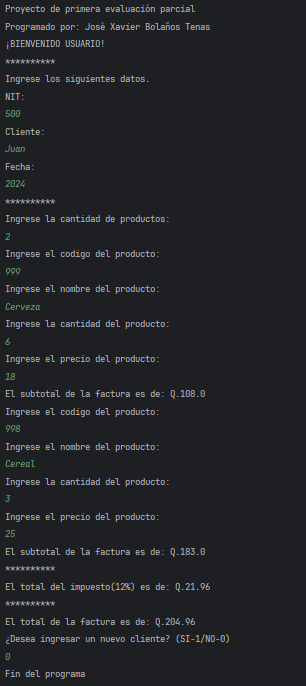 Proyecto de primera evaluación parcial
Programado por: José Xavier Bolaños Tenas
¡BIENVENIDO USUARIO!
**********
Ingrese los siguientes datos.
NIT:
500
Cliente:
Juan
Fecha:
2024
**********
Ingrese la cantidad de productos:
2
Ingrese el codigo del producto:
999
Ingrese el nombre del producto:
Cerveza
Ingrese la cantidad del producto:
6
Ingrese el precio del producto:
18
El subtotal de la factura es de: Q.108.0
Ingrese el codigo del producto:
998
Ingrese el nombre del producto:
Cereal
Ingrese la cantidad del producto:
3
Ingrese el precio del producto:
25
El subtotal de la factura es de: Q.183.0
**********
El total del impuesto(12%) es de: Q.21.96
**********
El total de la factura es de: Q.204.96
¿Desea ingresar un nuevo cliente? (SI-1/NO-0)
0
Fin del programa